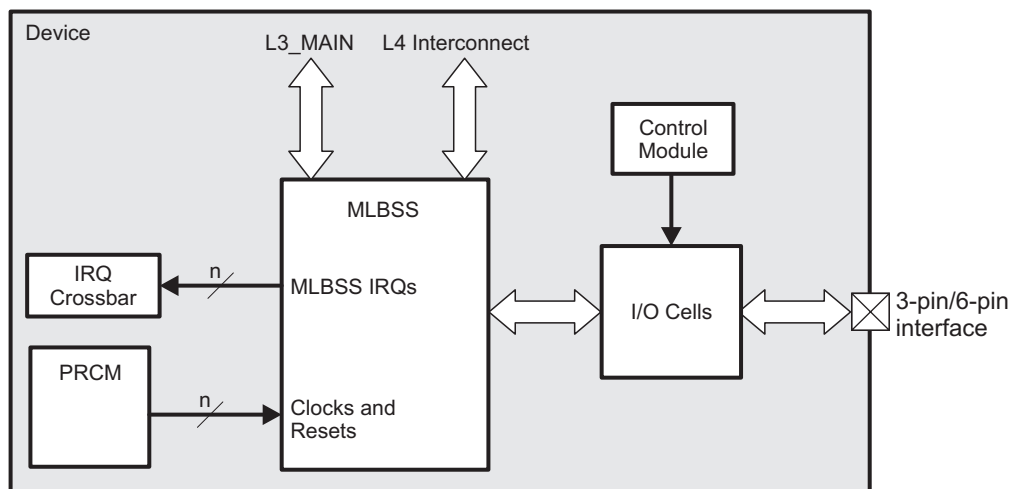 Device
L3_MAIN
L4 Interconnect
Control
Module
MLBSS
IRQ
Crossbar
n
MLBSS IRQs
I/O Cells
3-pin/6-pin
interface
PRCM
n
Clocks and
Resets